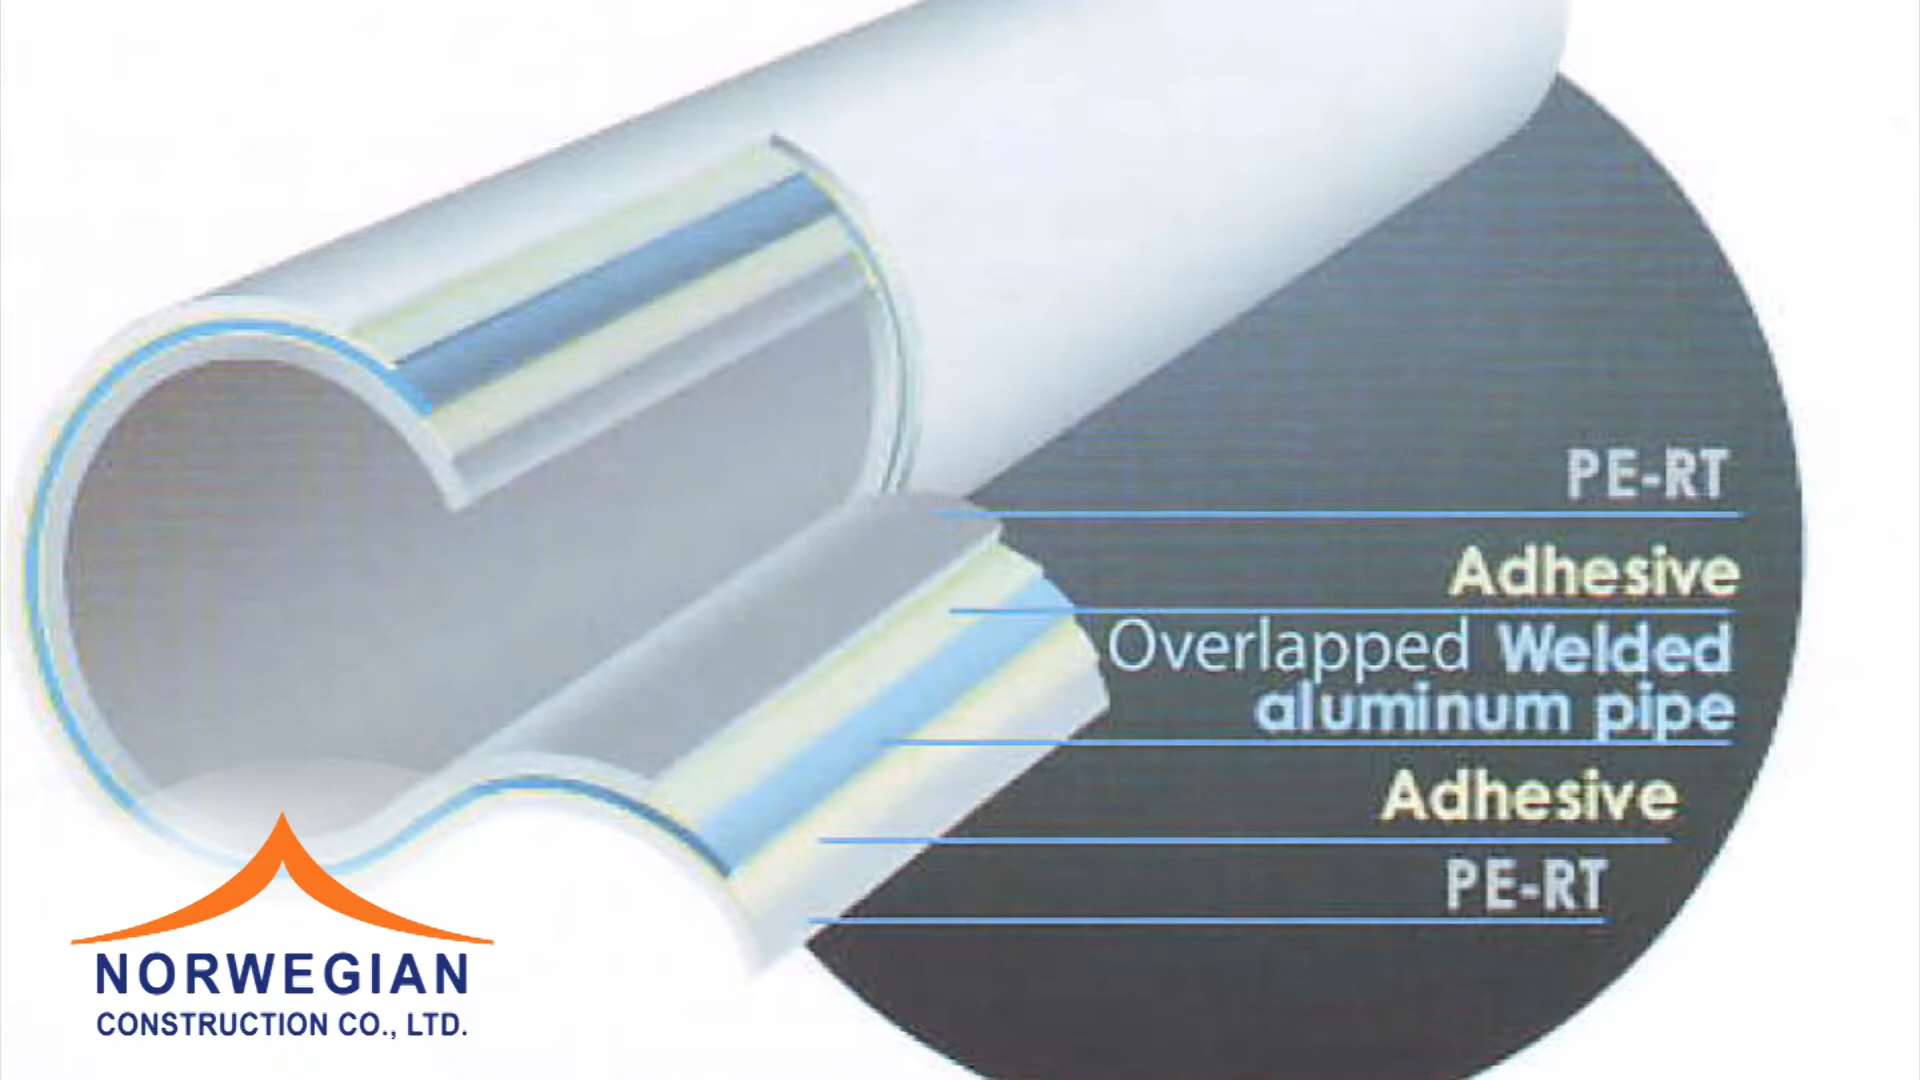 PE-RT
Adhesive
Overlapped Welded
aluminum pipe
Adhesive
PE-RT
NORWEGIAN
CONSTRUCTION CO., LTD.